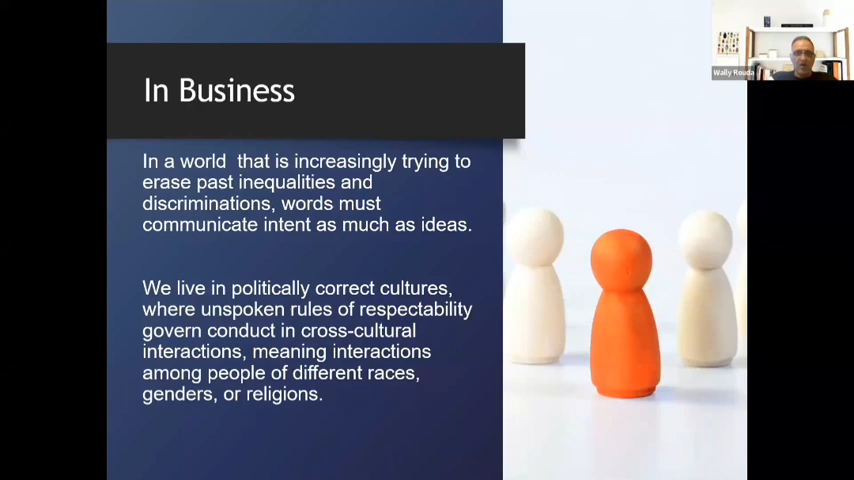 In Business
In a world that is increasingly trying to
erase past inequalities and
discriminations, words must
communicate intent as much as ideas.
We live in politically correct cultures,
where unspoken rules of respectability
govern conduct in cross-cultural
interactions, meaning interactions
among people of different races,
genders, or religions.
Wally Rouda